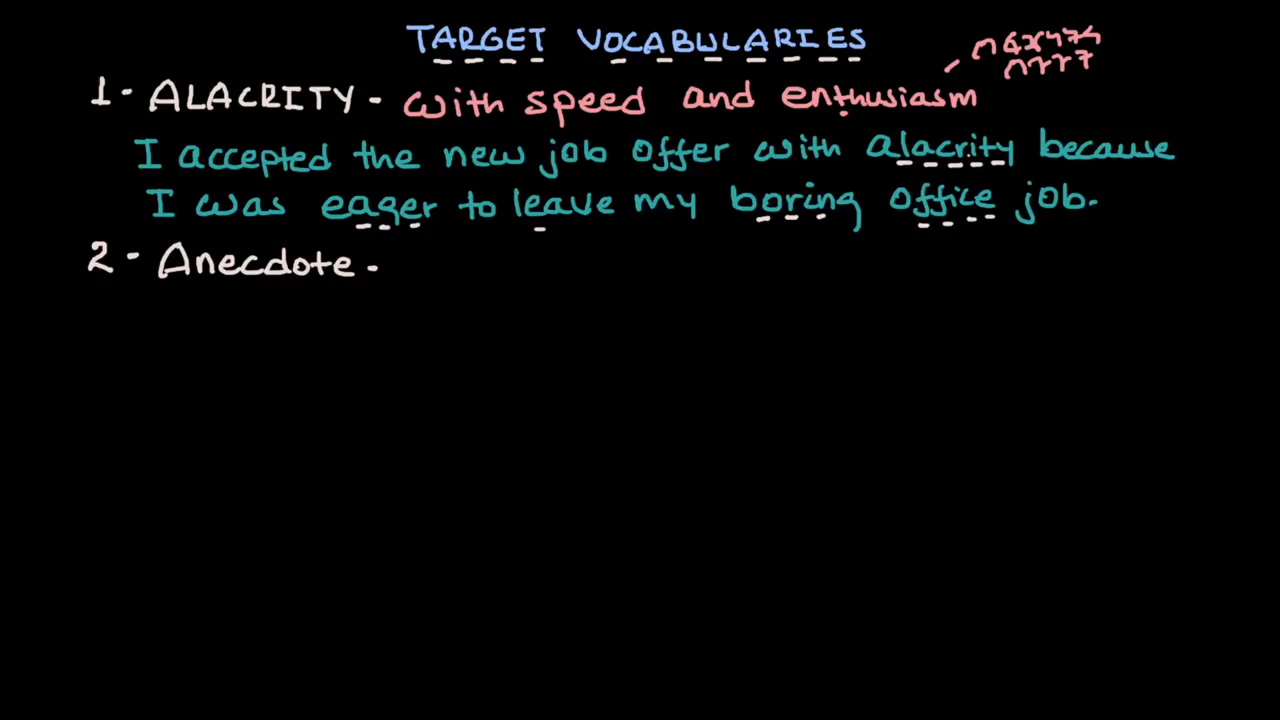 TARGET VOCABULARIES
1- ALACRITY - with speed and enthusiasm
I accepted the new job offer with alacrity because
I was eager to leave my boring office job.
2- Anecdote -